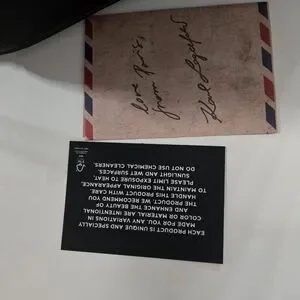 love Paris,
from
Karl Lagerfeld
EACH PRODUCT IS UNIQUE AND SPECIALLY
MADE FOR YOU. ANY VARIATIONS IN
COLOR OR MATERIAL ARE INTENTIONAL
AND ENHANCE THE BEAUTY OF
THE PRODUCT. WE RECOMMEND YOU
HANDLE THIS PRODUCT WITH CARE.
TO MAINTAIN THE ORIGINAL APPEARANCE,
PLEASE LIMIT EXPOSURE TO HEAT,
SUNLIGHT AND WET SURFACES.
DO NOT USE CHEMICAL CLEANERS.